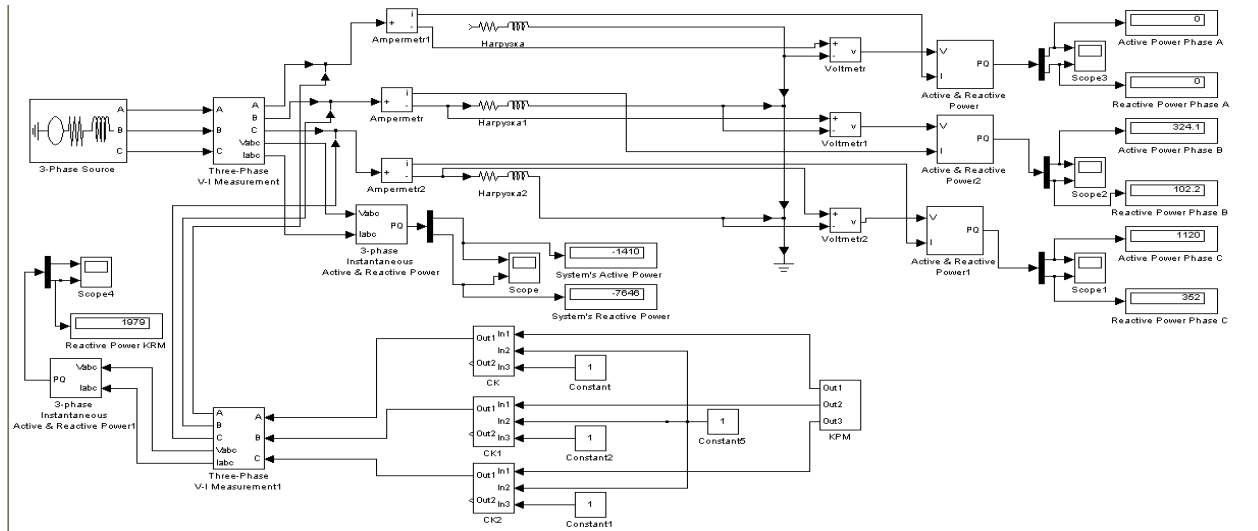 i
+
-
Ampermetr1
Нагрузка
+
-
v
Voltmetr
V
I
PQ
Active & Reactive
Power
0
Active Power Phase A
Scope3
0
Reactive Power Phase A
A
B
C
3-Phase Source
A
B
C
A
B
C
Vabc
Iabc
Three-Phase
V-I Measurement
i
+
-
Ampermetr
Нагрузка1
+
-
v
Voltmetr1
V
I
PQ
Active & Reactive
Power2
324.1
Active Power Phase B
Scope2
102.2
Reactive Power Phase B
i
+
-
Ampermetr2
Нагрузка2
+
-
v
Voltmetr2
V
I
PQ
Active & Reactive
Power1
1120
Active Power Phase C
Scope1
352
Reactive Power Phase C
Vabc
Iabc
PQ
3-phase
Instantaneous
Active & Reactive Power
Scope
-1410
System's Active Power
-7646
System's Reactive Power
Scope4
1979
Reactive Power KRM
PQ
Vabc
Iabc
3-phase
Instantaneous
Active & Reactive Power1
A
B
C
Vabc
Iabc
A
B
C
Three-Phase
V-I Measurement1
Out1
Out2
In1
In2
In3
CK
1
Constant
Out1
Out2
In1
In2
In3
CK1
1
Constant2
1
Constant5
Out1
Out2
In1
In2
In3
CK2
1
Constant1
Out1
Out2
Out3
KPM